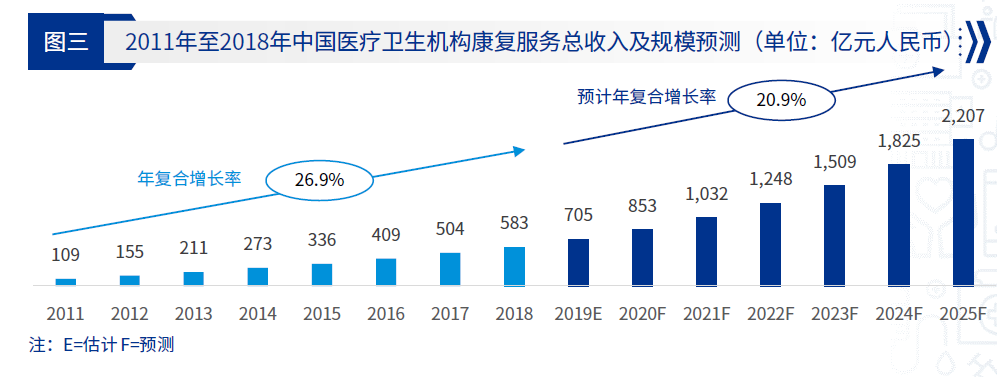 图三
2011年至2018年中国医疗卫生机构康复服务总收入及规模预测（单位：亿元人民币）
预计年复合增长率 20.9%
年复合增长率 26.9%
109 155 211 273 336 409 504 583 705 853 1,032 1,248 1,509 1,825 2,207
2011 2012 2013 2014 2015 2016 2017 2018 2019E 2020F 2021F 2022F 2023F 2024F 2025F
注：E=估计 F=预测